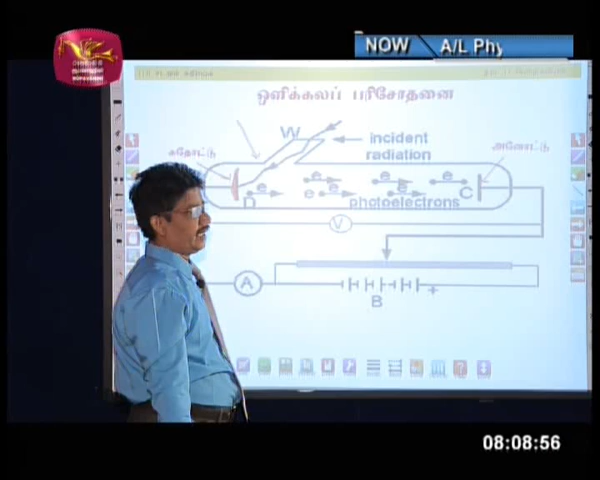 NOW A/L Phy
ஒளிக்கலப் பரிசோதனை
W
incident
radiation
கதோட்டு
அனோட்டு
e e e e
D e e e e C
photoelectrons
V
A
B
+
08:08:56